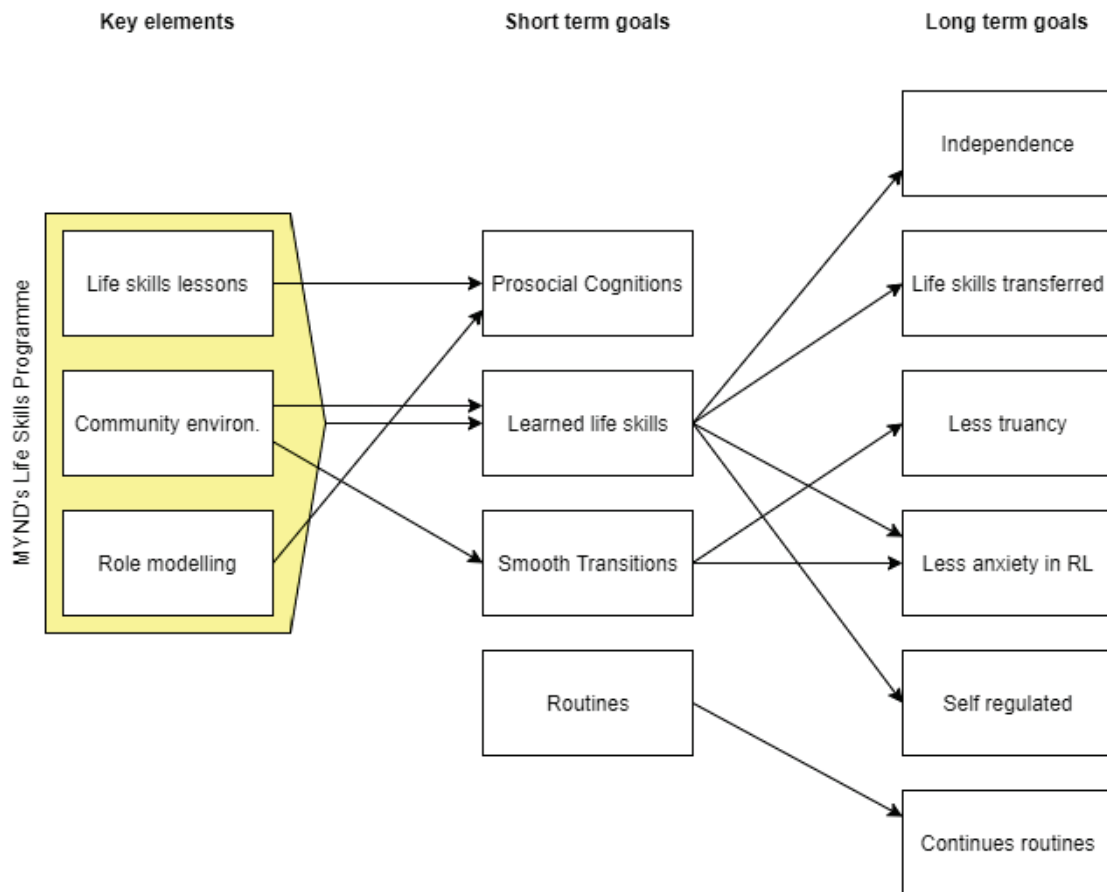 Key elements
Short term goals
Long term goals
MYND's Life Skills Programme
Life skills lessons
Community environ.
Role modelling
Prosocial Cognitions
Learned life skills
Smooth Transitions
Routines
Independence
Life skills transferred
Less truancy
Less anxiety in RL
Self regulated
Continues routines